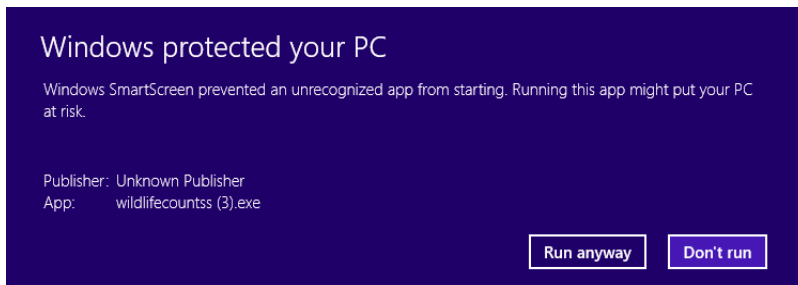 Windows protected your PC
Windows SmartScreen prevented an unrecognized app from starting. Running this app might put your PC
at risk.
Publisher: Unknown Publisher
App: wildlifecountss (3).exe
Run anyway Don't run